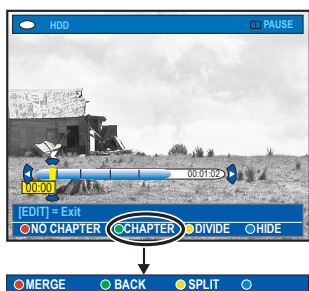 HDD PAUSE
00:01:02
00:00
[EDIT] = Exit
NO CHAPTER CHAPTER DIVIDE HIDE
MERGE BACK SPLIT